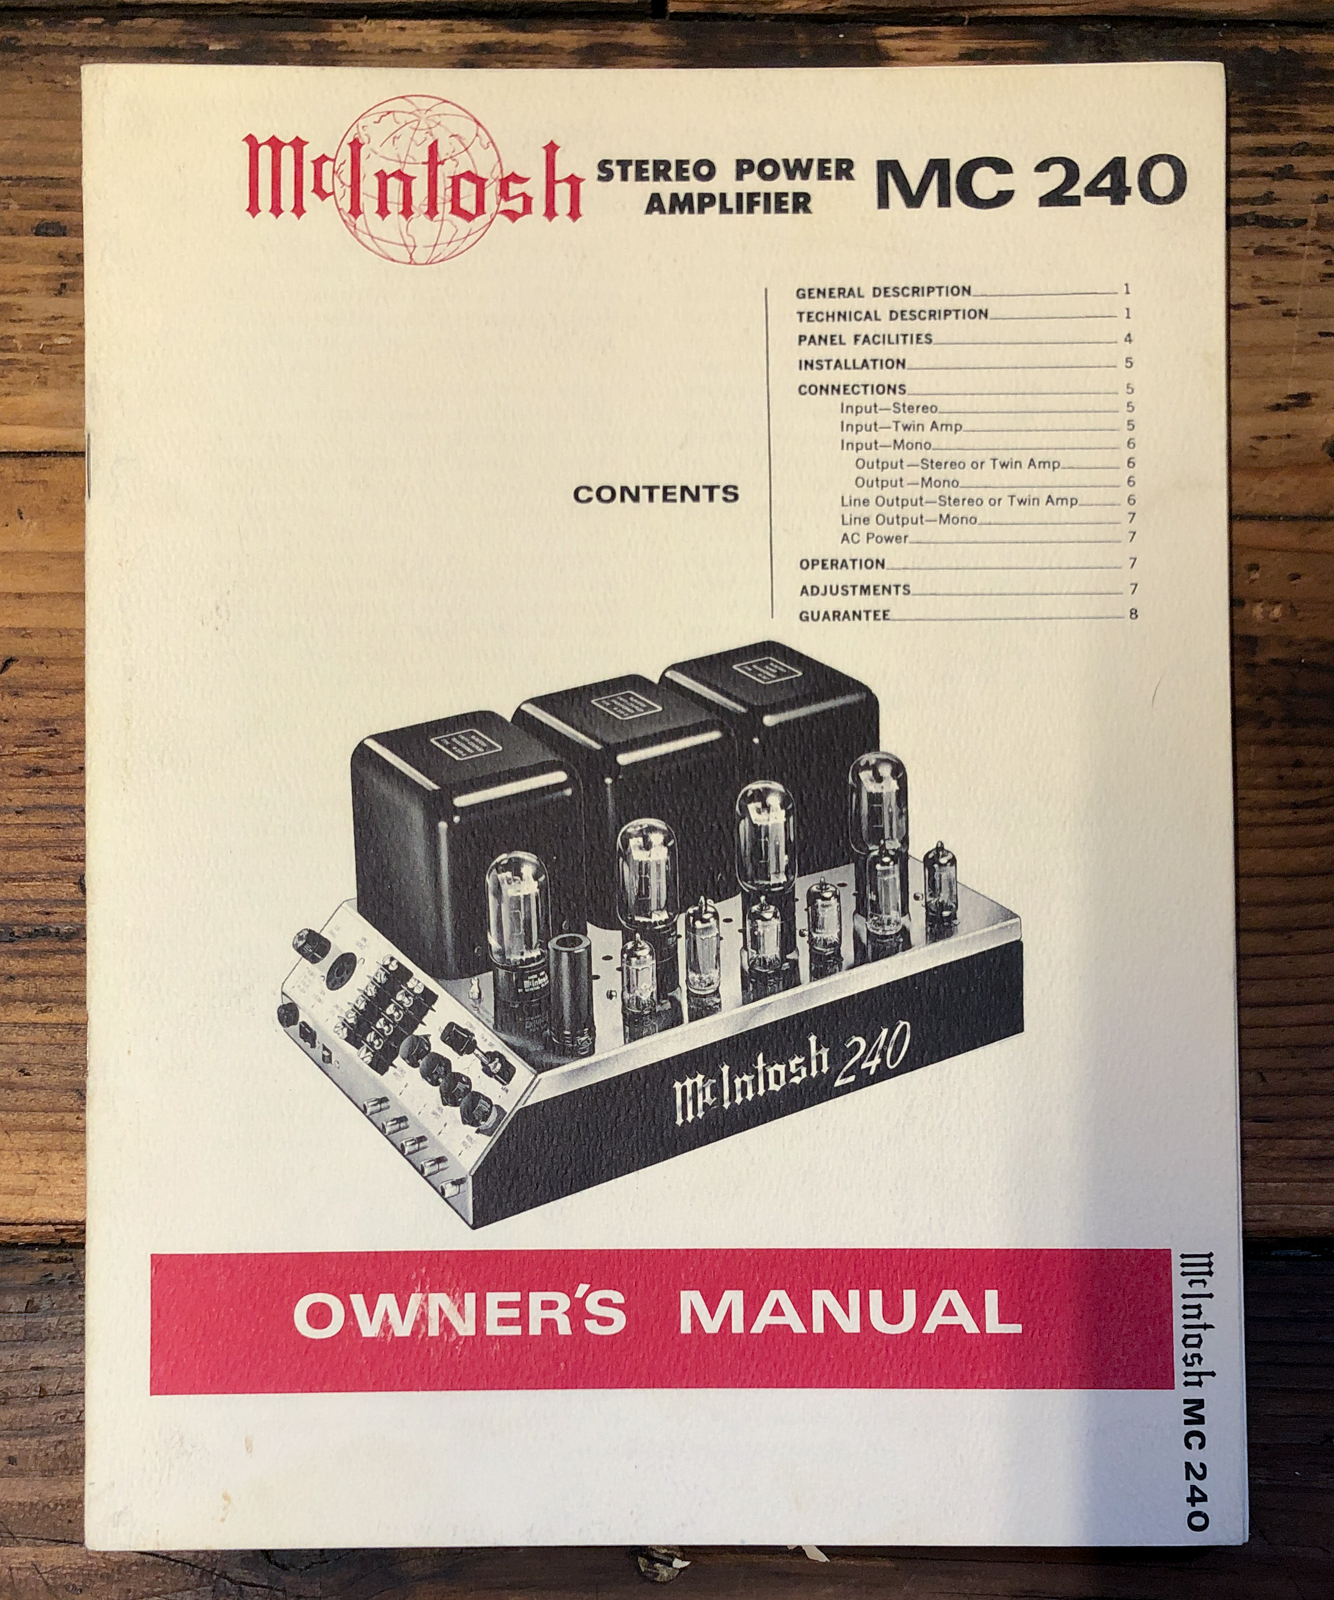 McIntosh STEREO POWER AMPLIFIER MC 240
CONTENTS
GENERAL DESCRIPTION 1
TECHNICAL DESCRIPTION 1
PANEL FACILITIES 4
INSTALLATION 5
CONNECTIONS 5
Input—Stereo 5
Input—Twin Amp 5
Input—Mono 6
Output—Stereo or Twin Amp 6
Output—Mono 6
Line Output—Stereo or Twin Amp 6
Line Output—Mono 7
AC Power 7
OPERATION 7
ADJUSTMENTS 7
GUARANTEE 8
McIntosh
McIntosh 240
OWNER'S MANUAL
McIntosh MC 240